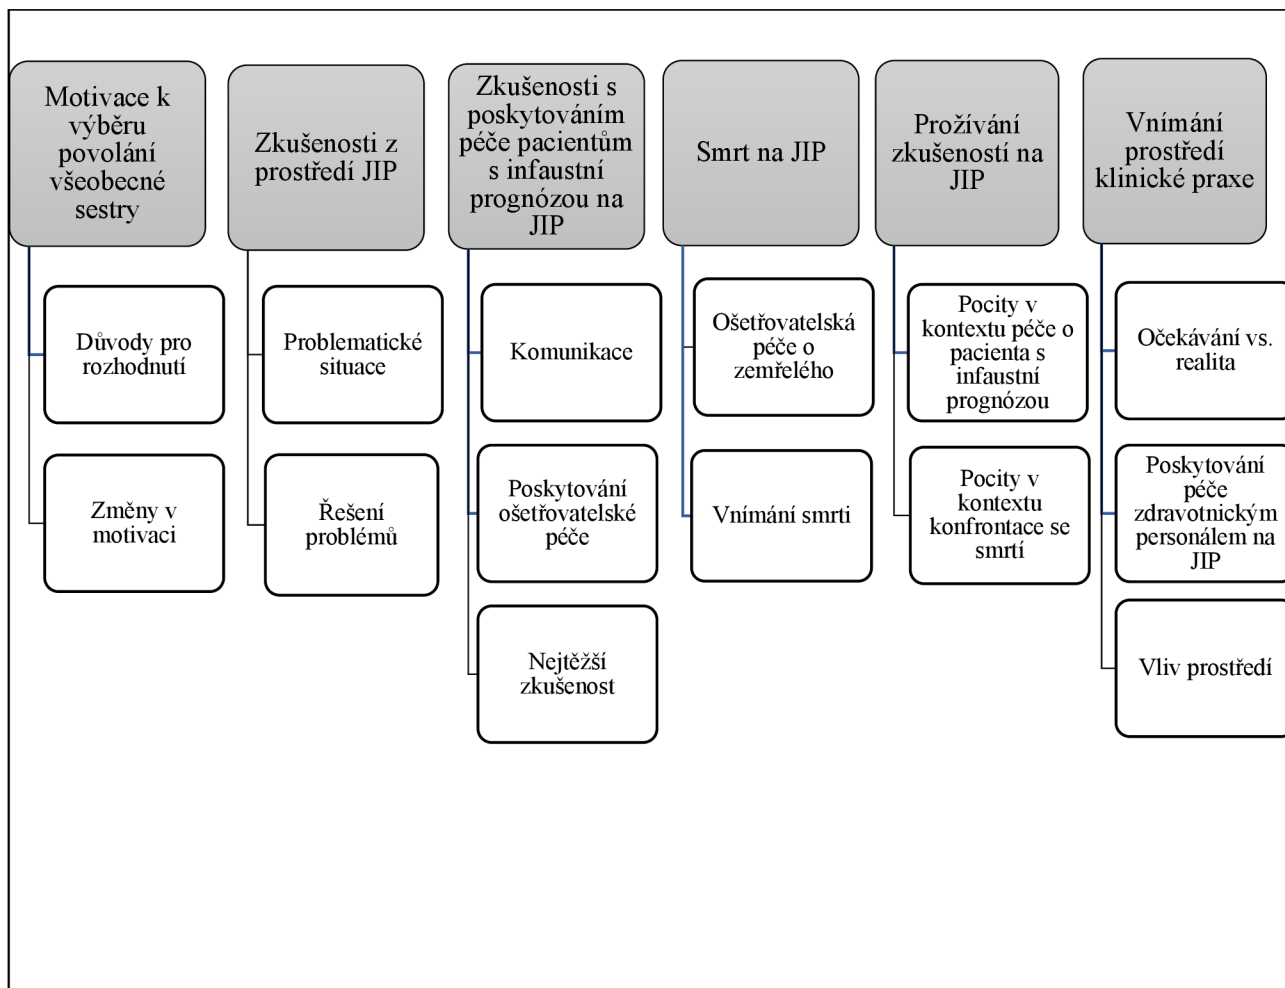 Motivace k
výběru
povolání
všeobecné
sestry
Důvody pro
rozhodnutí
Změny v
motivaci
Zkušenosti z
prostředí JIP
Problematické
situace
Řešení
problémů
Zkušenosti s
poskytováním
péče pacientům
s infaustní
prognózou na
JIP
Komunikace
Poskytování
ošetřovatelské
péče
Nejtěžší
zkušenost
Smrt na JIP
Ošetřovatelská
péče o
zemřelého
Vnímání smrti
Prožívání
zkušeností na
JIP
Pocity v
kontextu péče o
pacienta s
infaustní
prognózou
Pocity v
kontextu
konfrontace se
smrtí
Vnímání
prostředí
klinické praxe
Očekávání vs.
realita
Poskytování
péče
zdravotnickým
personálem na
JIP
Vliv prostředí